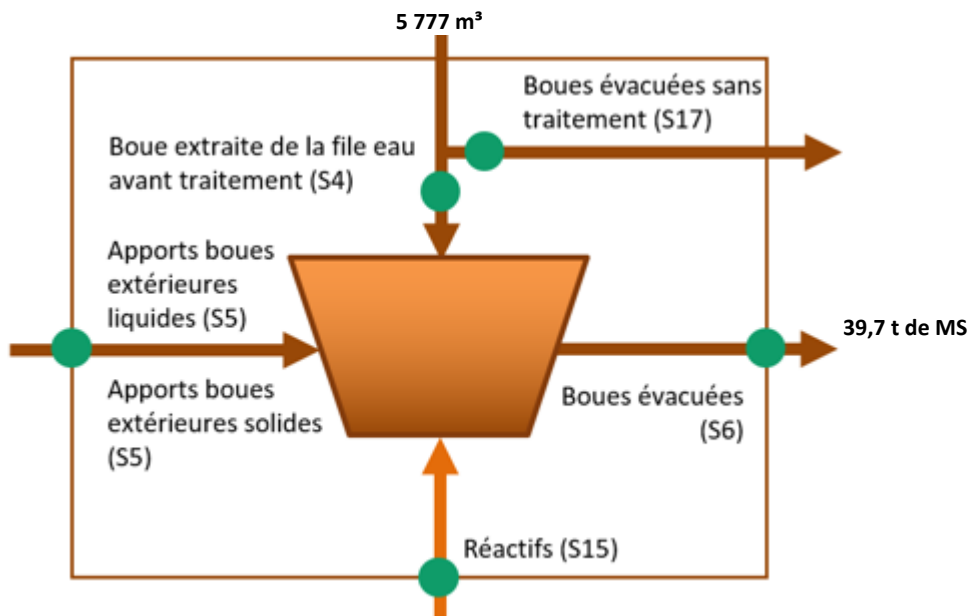 5 777 m³
Boues évacuées sans
traitement (S17)
Boue extraite de la file eau
avant traitement (S4)
Apports boues
extérieures
liquides (S5)
39,7 t de MS
Apports boues
extérieures solides
(S5)
Boues évacuées
(S6)
Réactifs (S15)